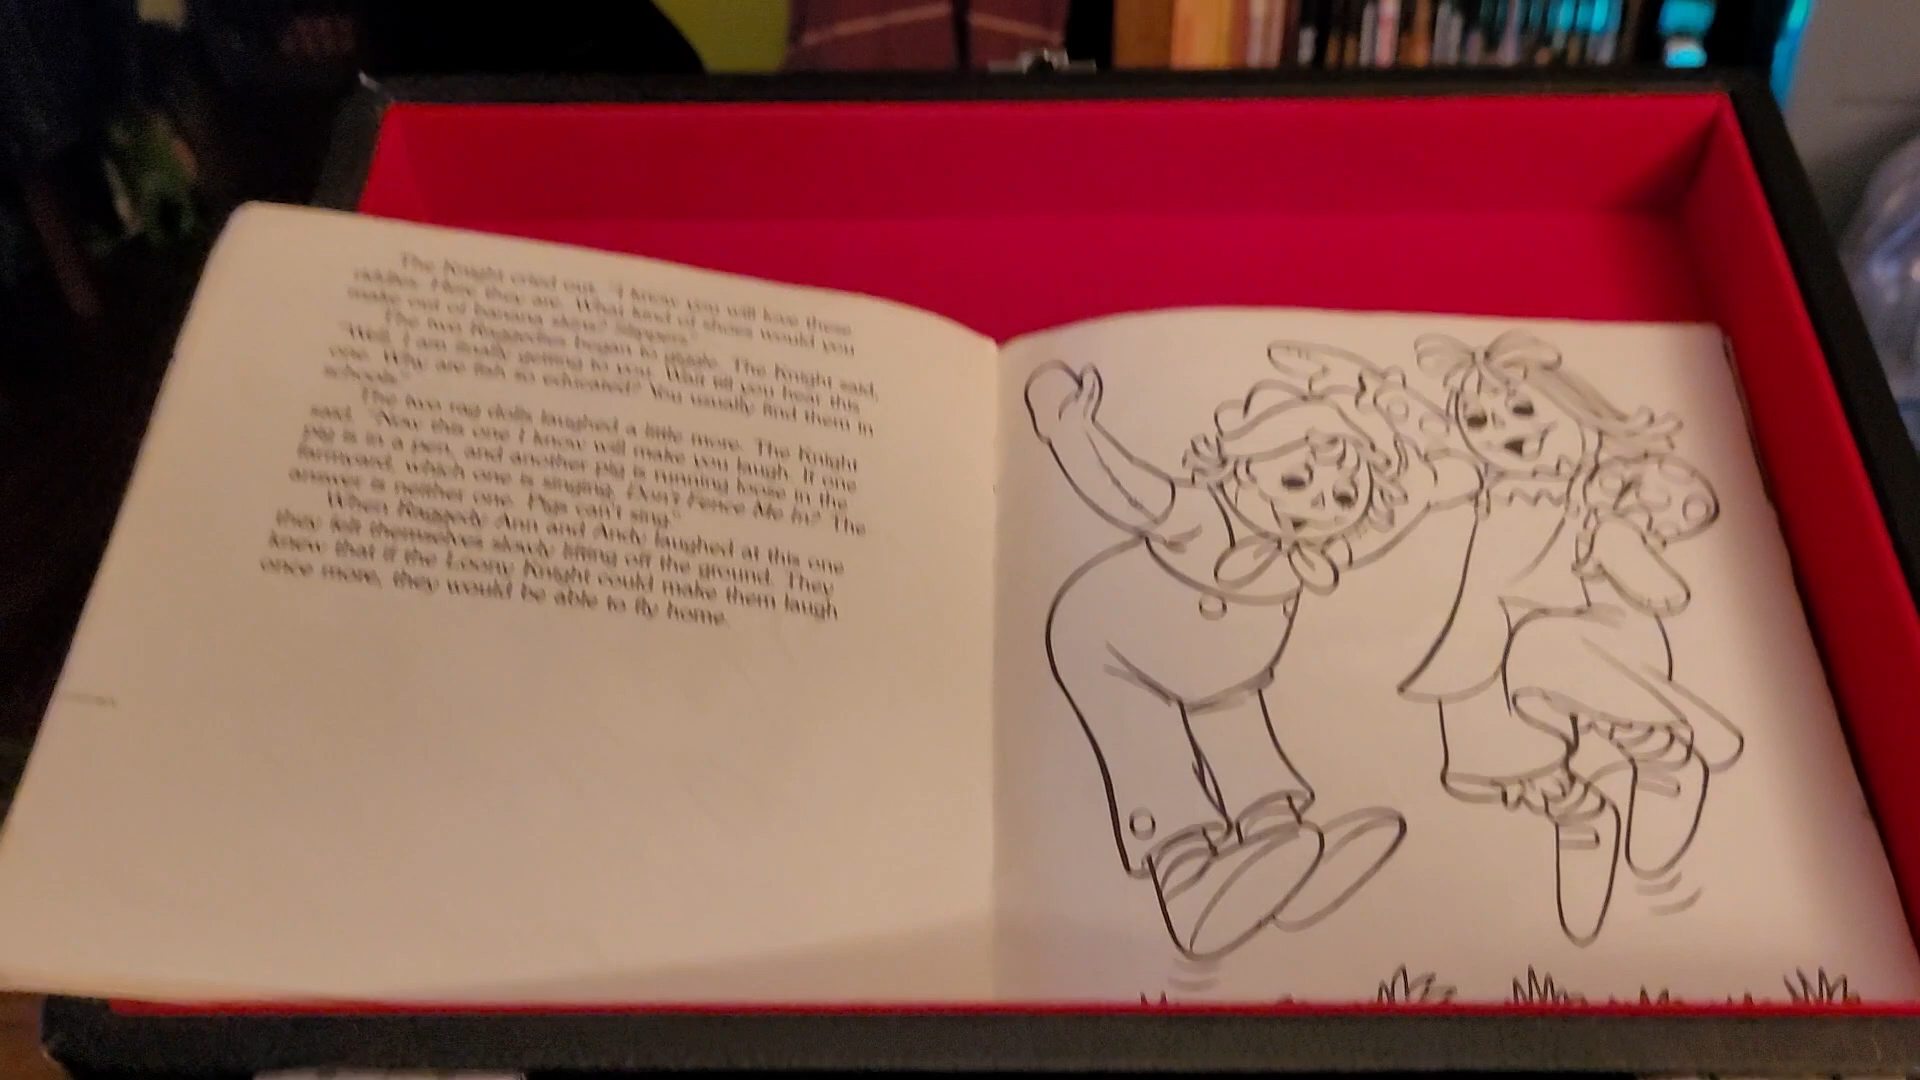 The Knight cried out, "I know you will love these
riddles. Here they are. What kind of shoes would you
make out of banana skins? Slippers."
The two Raggedies began to giggle. The Knight said,
"Well, I am finally getting to you. Wait till you hear this
one. Why are fish so educated? You usually find them in
schools."
The two rag dolls laughed a little more. The Knight
said, "Now this one I know will make you laugh. If one
pig is in a pen, and another pig is running loose in the
farmyard, which one is singing, Don't Fence Me In? The
answer is neither one. Pigs can't sing."
When Raggedy Ann and Andy laughed at this one
they felt themselves slowly lifting off the ground. They
knew that if the Loony Knight could make them laugh
once more, they would be able to fly home.